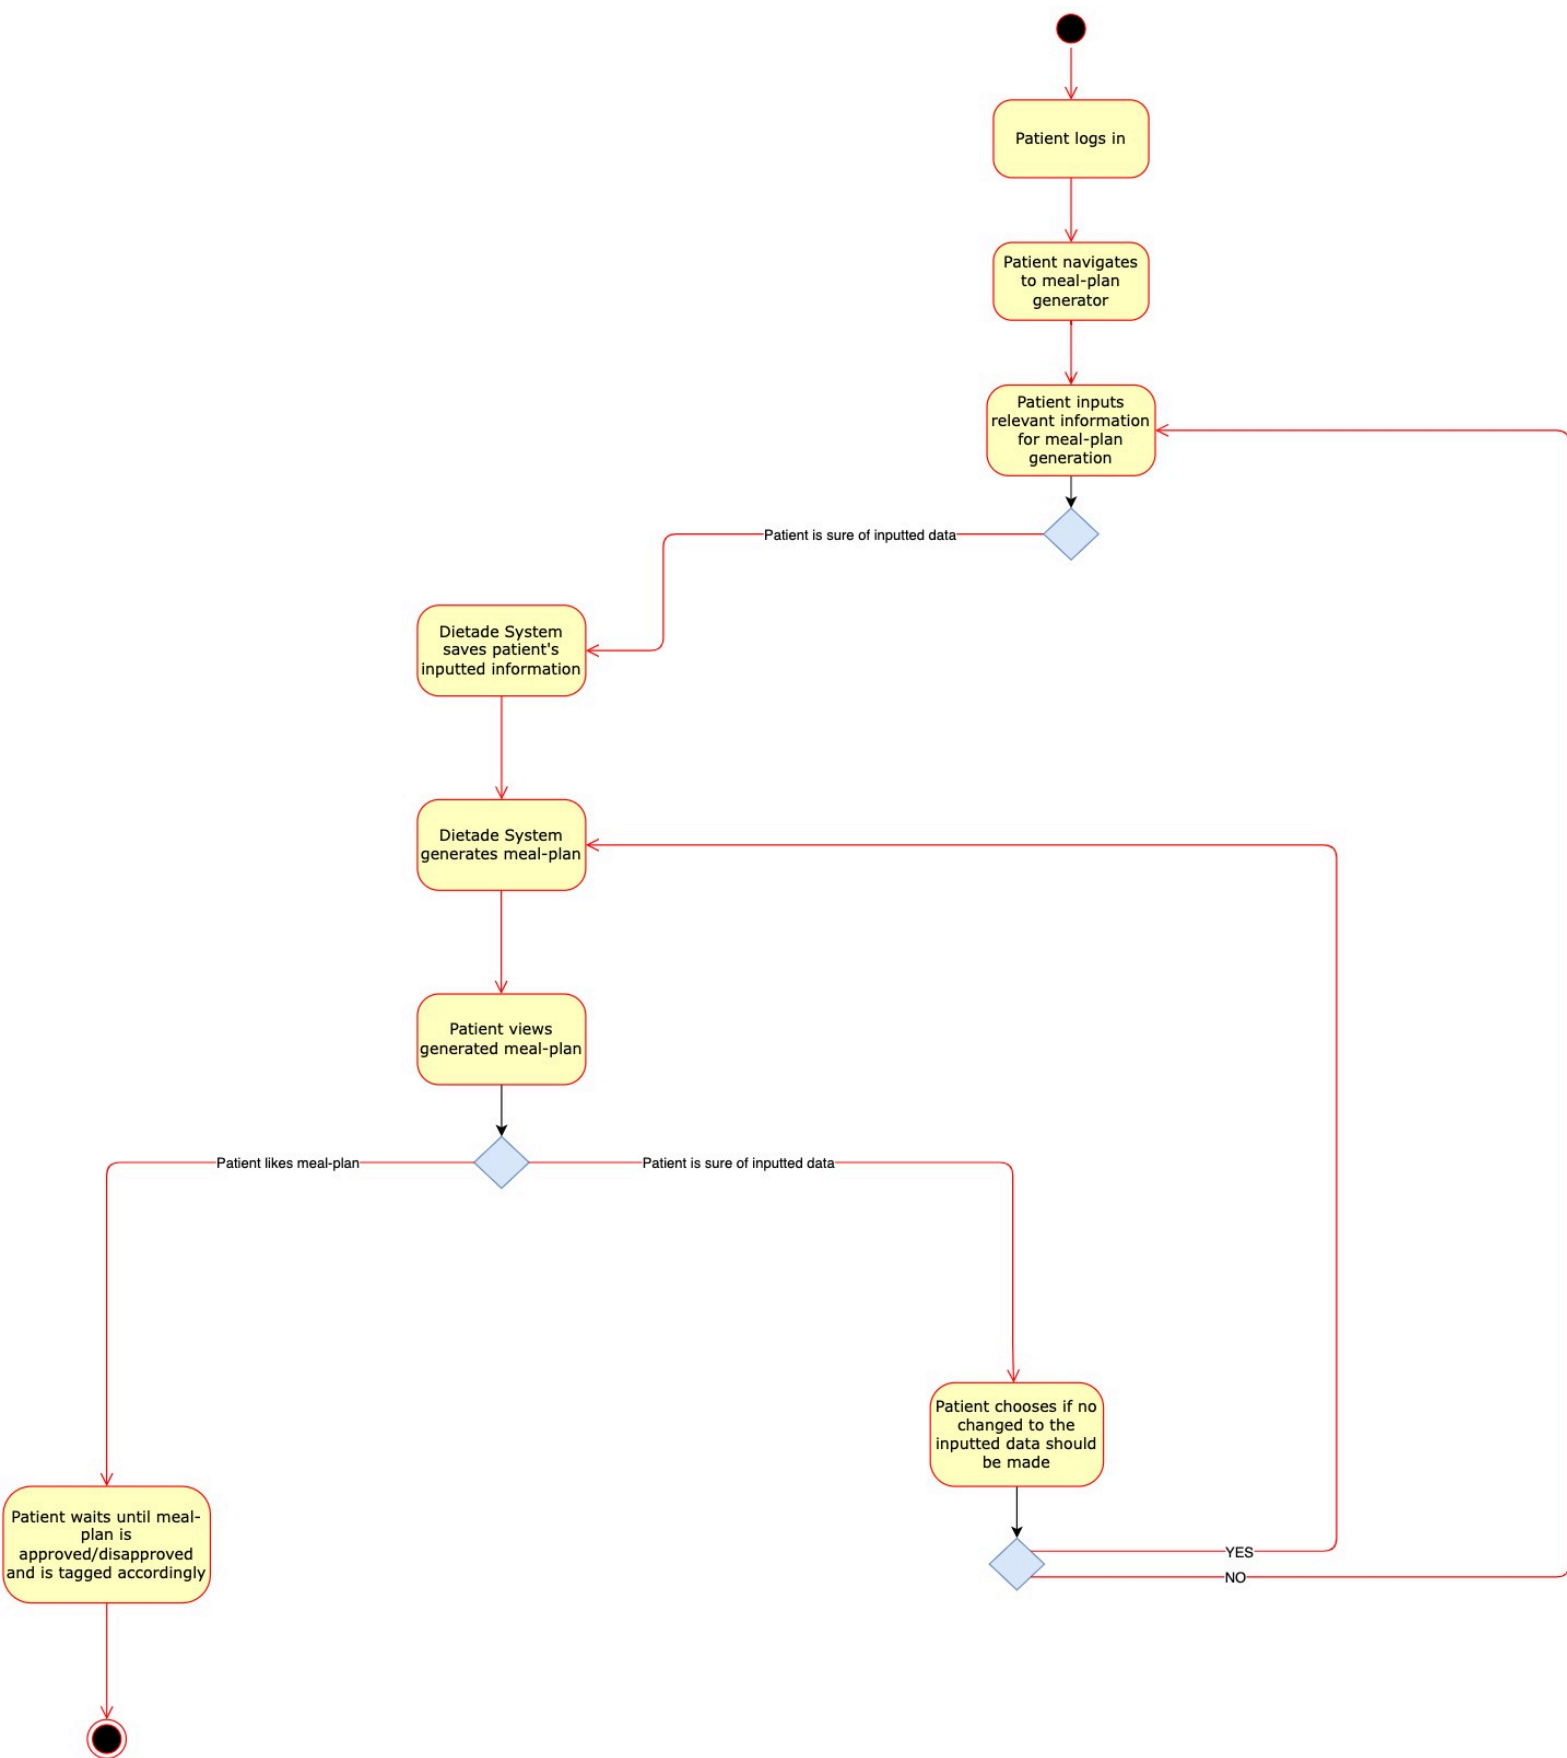 Patient logs in
Patient navigates
to meal-plan
generator
Patient inputs
relevant information
for meal-plan
generation
Patient is sure of inputted data
Dietade System
saves patient's
inputted information
Dietade System
generates meal-plan
Patient views
generated meal-plan
Patient likes meal-plan
Patient is sure of inputted data
Patient chooses if no
changed to the
inputted data should
be made
Patient waits until meal-
plan is
approved/disapproved
and is tagged accordingly
YES
NO